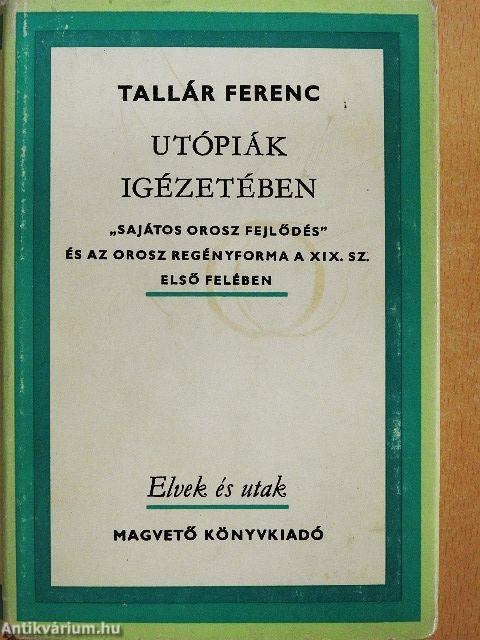 TALLÁR FERENC
UTÓPIÁK
IGÉZETÉBEN
„SAJÁTOS OROSZ FEJLŐDÉS”
ÉS AZ OROSZ REGÉNYFORMA A XIX. SZ.
ELSŐ FELÉBEN
Elvek és utak
MAGVETŐ KÖNYVKIADÓ
Antikvárium.hu